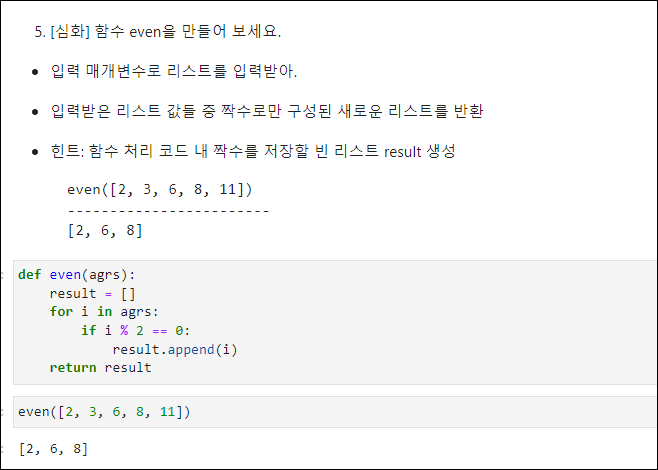 5. [심화] 함수 even을 만들어 보세요.
• 입력 매개변수로 리스트를 입력받아.
• 입력받은 리스트 값들 중 짝수로만 구성된 새로운 리스트를 반환
• 힌트: 함수 처리 코드 내 짝수를 저장할 빈 리스트 result 생성
even([2, 3, 6, 8, 11])
------------------------
[2, 6, 8]
def even(agrs):
    result = []
    for i in agrs:
        if i % 2 == 0:
            result.append(i)
    return result
even([2, 3, 6, 8, 11])
[2, 6, 8]